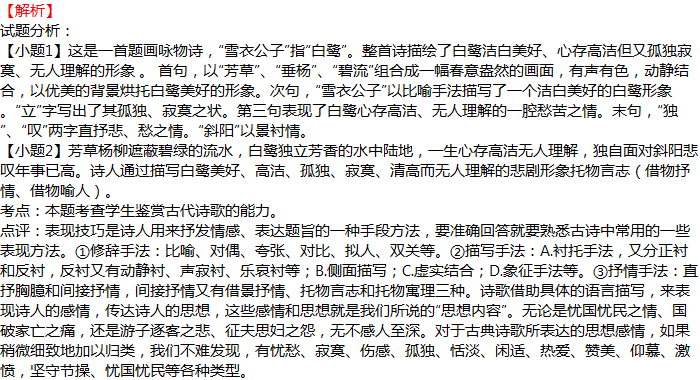 【解析】
试题分析：
【小题1】这是一首题画咏物诗，“雪衣公子”指“白鹭”。整首诗描绘了白鹭洁白美好、心存高洁但又孤独寂
寞、无人理解的形象 。 首句，以“芳草”、“垂杨”、“碧流”组合成一幅春意盎然的画面，有声有色，动静结
合，以优美的背景烘托白鹭美好的形象。次句，“雪衣公子”以比喻手法描写了一个洁白美好的白鹭形象
。“立”字写出了其孤独、寂寞之状。第三句表现了白鹭心存高洁、无人理解的一腔愁苦之情。末句，“独
”、“叹”两字直抒悲、愁之情。“斜阳”以景衬情。
【小题2】芳草杨柳遮蔽碧绿的流水，白鹭独立芳香的水中陆地，一生心存高洁无人理解，独自面对斜阳悲
叹年事已高。诗人通过描写白鹭美好、高洁、孤独、寂寞、清高而无人理解的悲剧形象托物言志（借物抒
情、借物喻人）。
考点：本题考查学生鉴赏古代诗歌的能力。
点评：表现技巧是诗人用来抒发情感、表达题旨的一种手段方法，要准确回答就要熟悉古诗中常用的一些
表现方法。①修辞手法：比喻、对偶、夸张、对比、拟人、双关等。②描写手法：A.衬托手法，又分正衬
和反衬，反衬又有动静衬、声寂衬、乐哀衬等；B.侧面描写；C.虚实结合；D.象征手法等。③抒情手法：直
抒胸臆和间接抒情，间接抒情又有借景抒情、托物言志和托物寓理三种。诗歌借助具体的语言描写，来表
现诗人的感情，传达诗人的思想，这些感情和思想就是我们所说的“思想内容”。无论是忧国忧民之情、国
破家亡之痛，还是游子逐客之悲、征夫思妇之怨，无不感人至深。对于古典诗歌所表达的思想感情，如果
稍微细致地加以归类，我们不难发现，有忧愁、寂寞、伤感、孤独、恬淡、闲适、热爱、赞美、仰慕、激
愤，坚守节操、忧国忧民等各种类型。